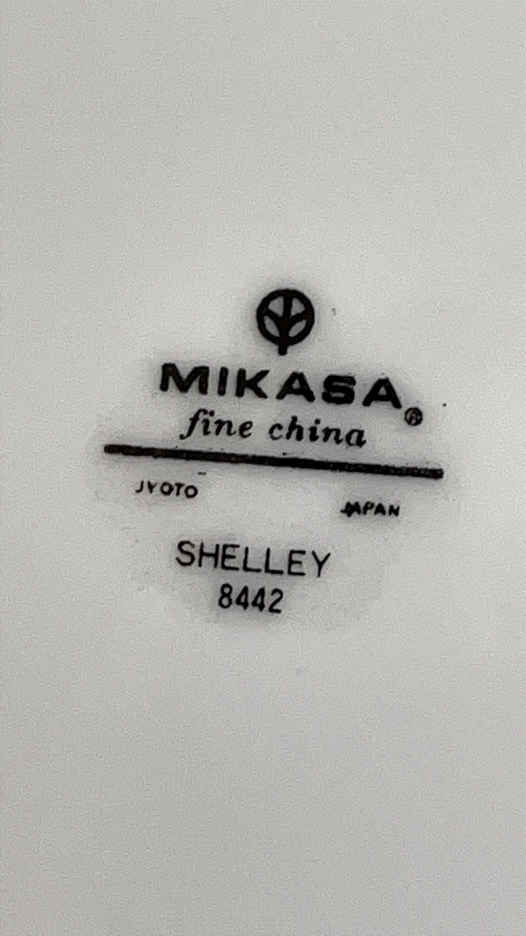 MIKASA®
fine china
JYOTO JAPAN
SHELLEY
8442